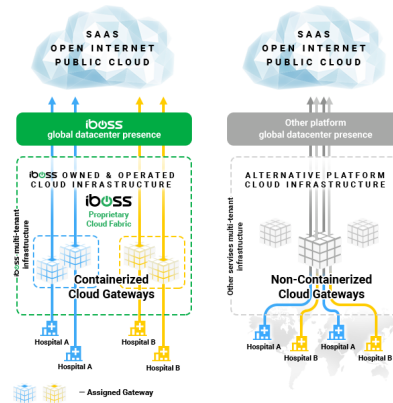 SAAS
OPEN INTERNET
PUBLIC CLOUD
iboss
global datacenter presence
iboss OWNED & OPERATED
CLOUD INFRASTRUCTURE
iboss
Proprietary
Cloud Fabric
iboss multi-tenant
infrastructure
Containerized
Cloud Gateways
Hospital A
Hospital A
Hospital B
Hospital B
— Assigned Gateway
SAAS
OPEN INTERNET
PUBLIC CLOUD
Other platform
global datacenter presence
ALTERNATIVE PLATFORM
CLOUD INFRASTRUCTURE
Other servises multi-tenant
infrastructure
Non-Containerized
Cloud Gateways
Hospital A
Hospital B
Hospital A
Hospital B